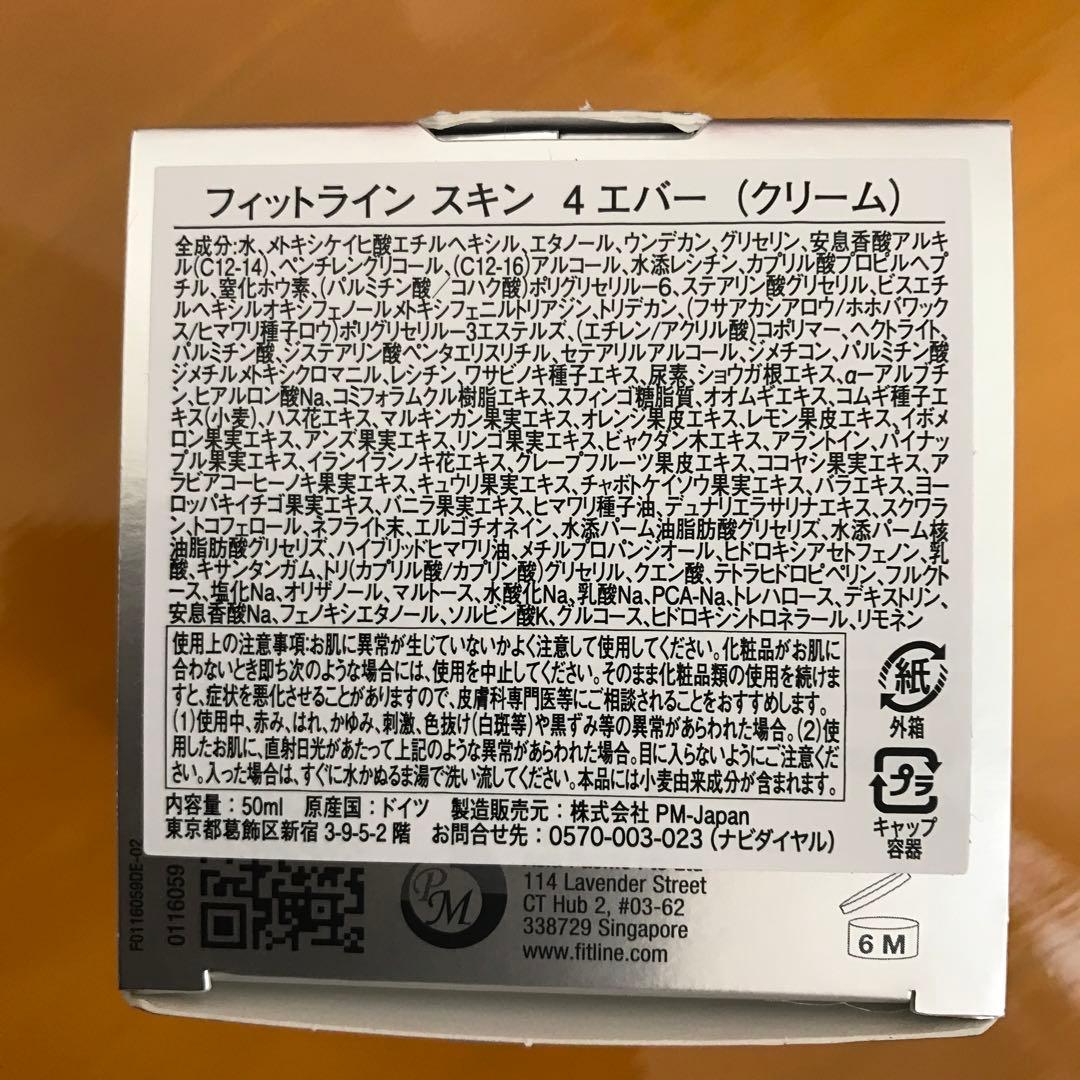 フィットライン スキン 4 エバー （クリーム）
全成分:水、メトキシケイヒ酸エチルヘキシル、エタノール、ウンデカン、グリセリン、安息香酸アルキ
ル(C12-14)、ペンチレングリコール、(C12-16)アルコール、水添レシチン、カプリル酸プロピルヘプ
チル、窒化ホウ素、(パルミチン酸／コハク酸)ポリグリセリル−6、ステアリン酸グリセリル、ビスエチ
ルヘキシルオキシフェノールメトキシフェニルトリアジン、トリデカン、(フサアカシアロウ/ホホバワック
ス/ヒマワリ種子ロウ)ポリグリセリル−3エステルズ、(エチレン/アクリル酸)コポリマー、ヘクトライト、
パルミチン酸、ジステアリン酸ペンタエリスリチル、セテアリルアルコール、ジメチコン、パルミチン酸
ジメチルメトキシクロマニル、レシチン、ワサビノキ種子エキス、尿素、ショウガ根エキス、α−アルブチ
ン、ヒアルロン酸Na、コミフォラムクル樹脂エキス、スフィンゴ糖脂質、オオムギエキス、コムギ種子エ
キス(小麦)、ハス花エキス、マルキンカン果実エキス、オレンジ果皮エキス、レモン果皮エキス、イボメ
ロン果実エキス、アンズ果実エキス、リンゴ果実エキス、ビャクダン木エキス、アラントイン、パイナッ
プル果実エキス、イランイランノキ花エキス、グレープフルーツ果皮エキス、ココヤシ果実エキス、ア
ラビアコーヒーノキ果実エキス、キュウリ果実エキス、チャボトケイソウ果実エキス、バラエキス、ヨー
ロッパキイチゴ果実エキス、バニラ果実エキス、ヒマワリ種子油、デュナリエラサリナエキス、スクワラ
ン、トコフェロール、ネフライト末、エルゴチオネイン、水添パーム油脂肪酸グリセリズ、水添パーム核
油脂肪酸グリセリズ、ハイブリッドヒマワリ油、メチルプロパンジオール、ヒドロキシアセトフェノン、乳
酸、キサンタンガム、トリ(カプリル酸/カプリン酸)グリセリル、クエン酸、テトラヒドロピペリン、フルクト
ース、塩化Na、オリザノール、マルトース、水酸化Na、乳酸Na、PCA-Na、トレハロース、デキストリン、
安息香酸Na、フェノキシエタノール、ソルビン酸K、グルコース、ヒドロキシシトロネラール、リモネン
使用上の注意事項:お肌に異常が生じていないかよく注意して使用してください。化粧品がお肌に
合わないとき即ち次のような場合には、使用を中止してください。そのまま化粧品類の使用を続けま
すと、症状を悪化させることがありますので、皮膚科専門医等にご相談されることをおすすめします。
(1)使用中、赤み、はれ、かゆみ、刺激、色抜け(白斑等)や黒ずみ等の異常があらわれた場合。(2)使
用したお肌に、直射日光があたって上記のような異常があらわれた場合。目に入らないようにご注意くだ
さい。入った場合は、すぐに水かぬるま湯で洗い流してください。本品には小麦由来成分が含まれます。
紙
外箱
プラ
キャップ
容器
内容量：50ml 原産国：ドイツ 製造販売元：株式会社 PM-Japan
東京都葛飾区新宿 3-9-5-2 階 お問合せ先：0570-003-023 (ナビダイヤル)
F0116059DE-02
0116059
PM
114 Lavender Street
CT Hub 2, #03-62
338729 Singapore
www.fitline.com
6 M